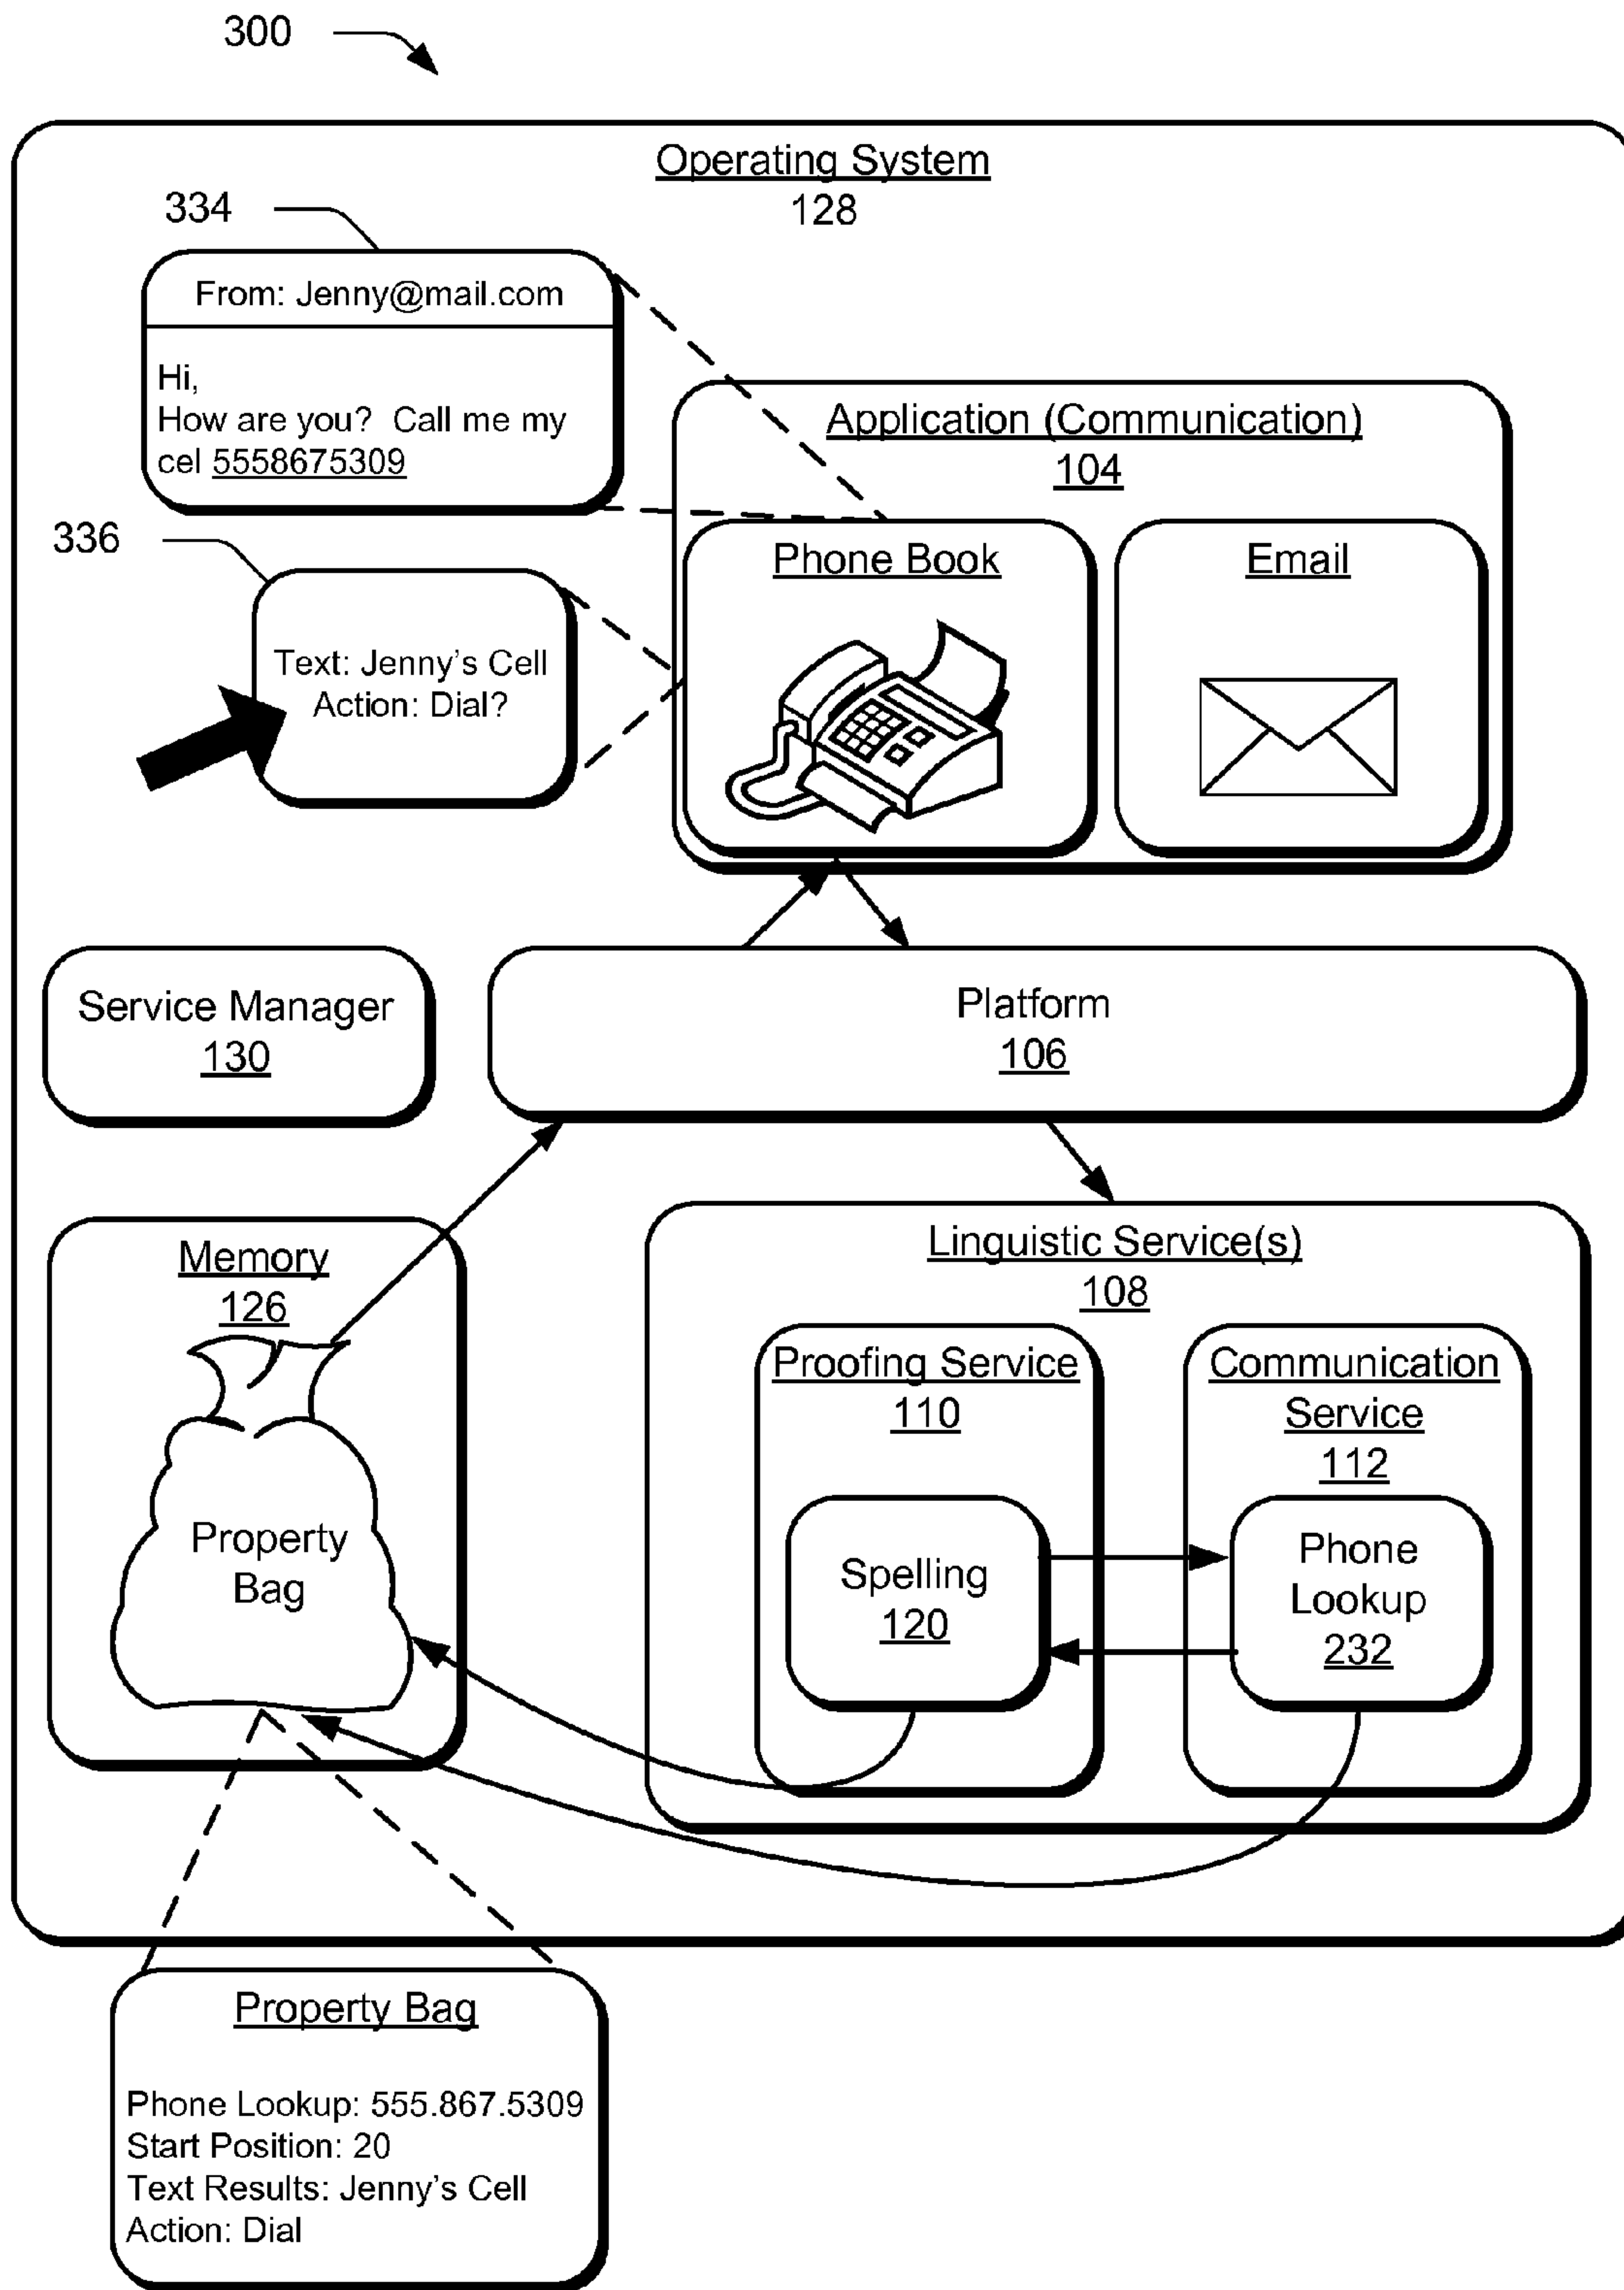 300
Operating System
128
334
From: Jenny@mail.com
Hi,
How are you?  Call me my
cel 5558675309
336
Text: Jenny’s Cell
Action: Dial?
Application (Communication)
104
Phone Book
Email
Service Manager
130
Platform
106
Memory
126
Property
Bag
Linguistic Service(s)
108
Proofing Service
110
Spelling
120
Communication
Service
112
Phone
Lookup
232
Property Bag
Phone Lookup: 555.867.5309
Start Position: 20
Text Results: Jenny’s Cell
Action: Dial